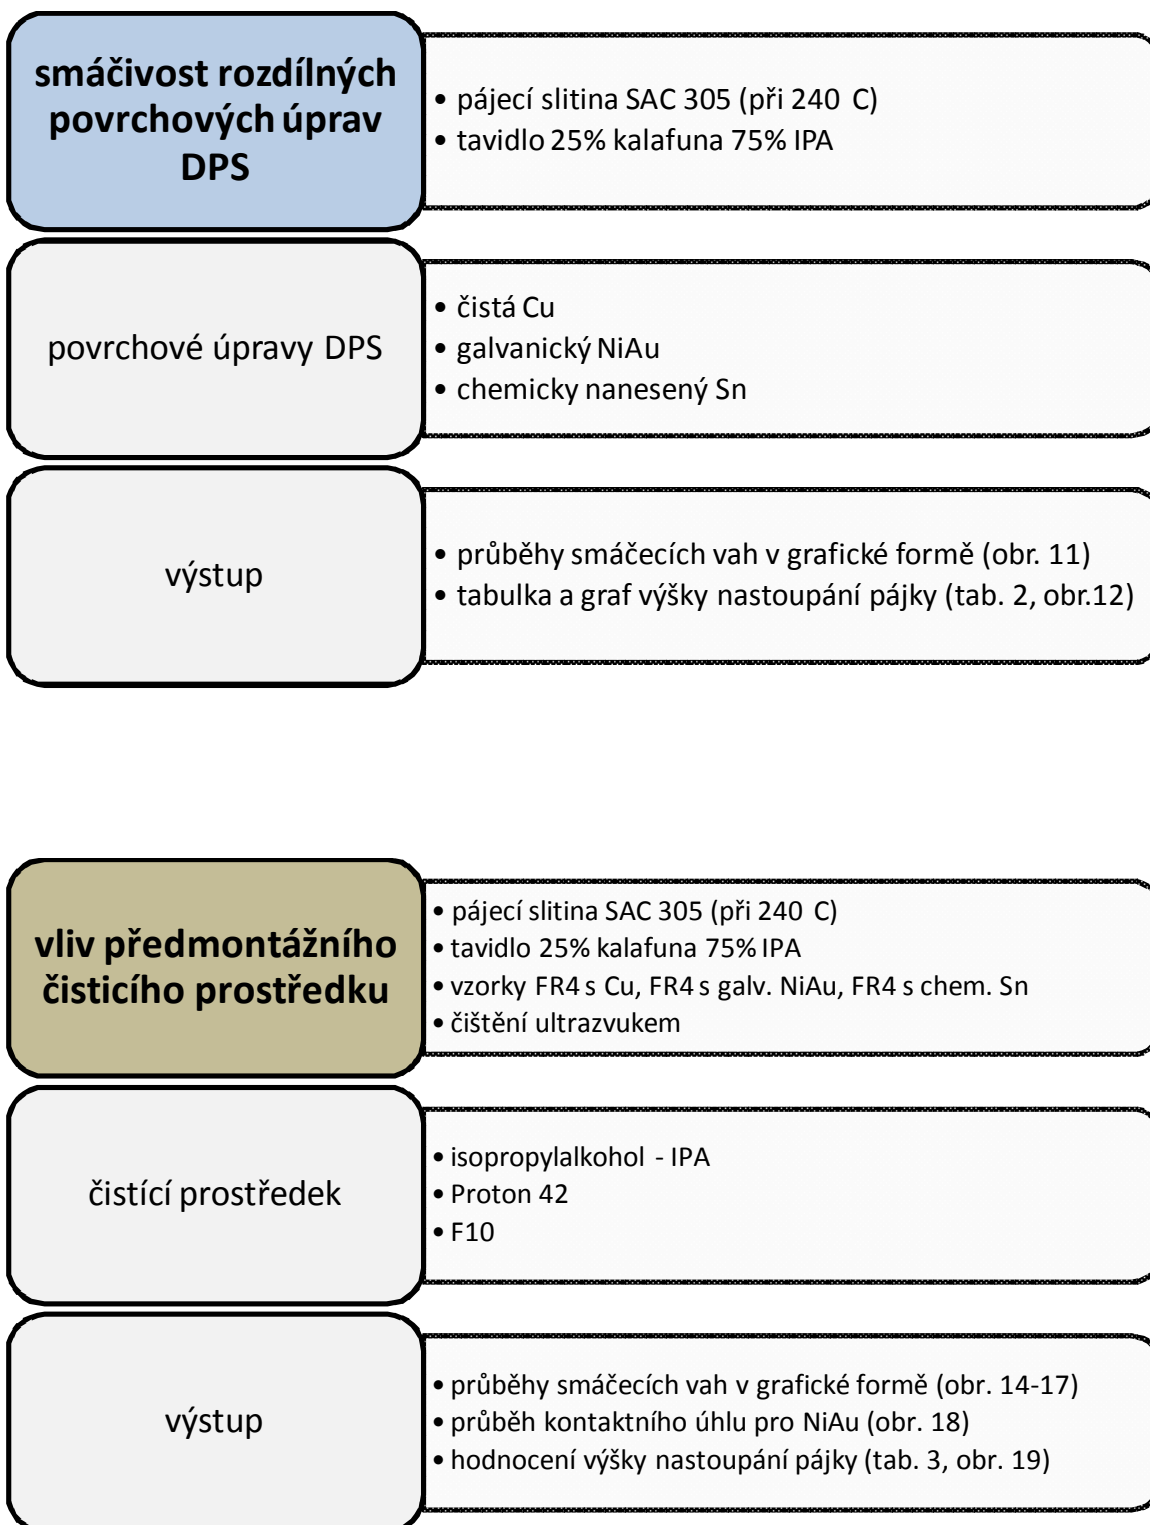 smáčivost rozdílných
povrchových úprav
DPS
• pájecí slitina SAC 305 (při 240 C)
• tavidlo 25% kalafuna 75% IPA
povrchové úpravy DPS
• čistá Cu
• galvanický NiAu
• chemicky nanesený Sn
výstup
• průběhy smáčecích vah v grafické formě (obr. 11)
• tabulka a graf výšky nastoupání pájky (tab. 2, obr.12)
vliv předmontážního
čisticího prostředku
• pájecí slitina SAC 305 (při 240 C)
• tavidlo 25% kalafuna 75% IPA
• vzorky FR4 s Cu, FR4 s galv. NiAu, FR4 s chem. Sn
• čištění ultrazvukem
čistící prostředek
• isopropylalkohol - IPA
• Proton 42
• F10
výstup
• průběhy smáčecích vah v grafické formě (obr. 14-17)
• průběh kontaktního úhlu pro NiAu (obr. 18)
• hodnocení výšky nastoupání pájky (tab. 3, obr. 19)